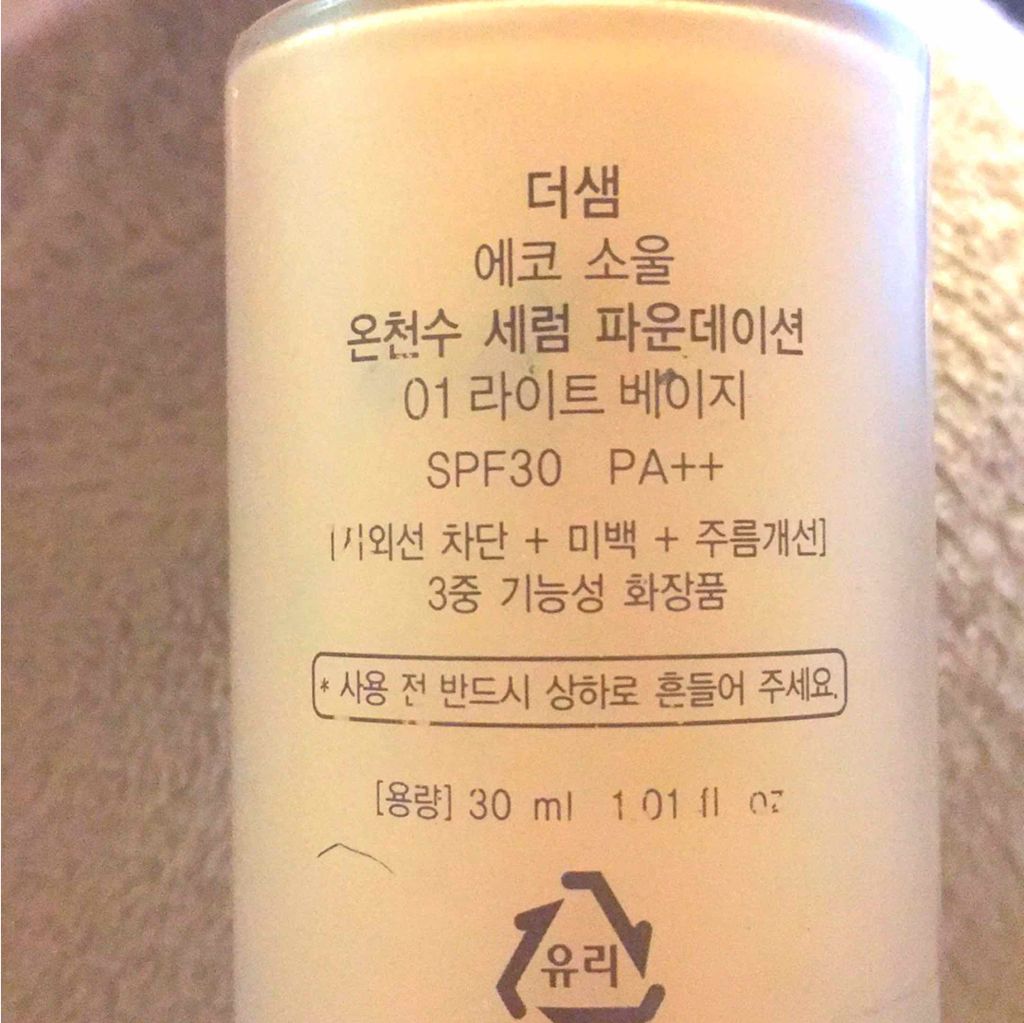 더샘
에코 소울
온천수 세럼 파운데이션
01 라이트 베이지
SPF30 PA++
[자외선 차단 + 미백 + 주름개선]
3중 기능성 화장품
* 사용 전 반드시 상하로 흔들어 주세요.
[용량] 30 ml 1.01 fl oz
유리